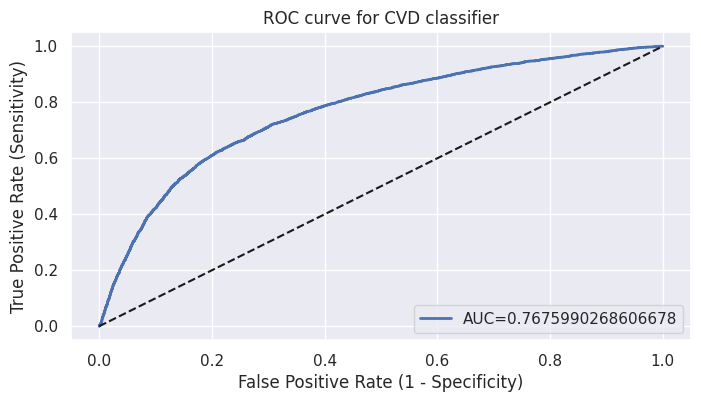 ROC curve for CVD classifier
True Positive Rate (Sensitivity)
1.0
0.8
0.6
0.4
0.2
0.0
AUC=0.7675990268606678
0.0 0.2 0.4 0.6 0.8 1.0
False Positive Rate (1 - Specificity)